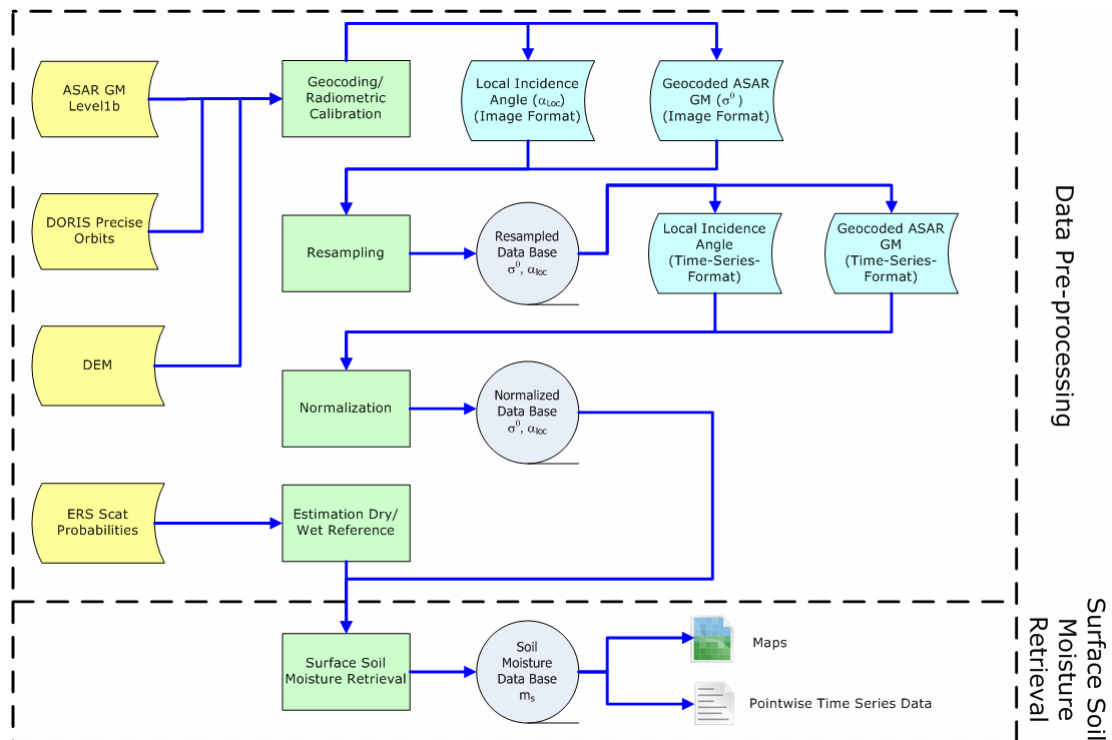 ASAR GM
Level1b
Geocoding/
Radiometric
Calibration
Local Incidence
Angle (αLoc)
(Image Format)
Geocoded ASAR
GM (σ⁰)
(Image Format)
DORIS Precise
Orbits
Resampling
Resampled
Data Base
σ⁰, αloc
Local Incidence
Angle
(Time-Series-
Format)
Geocoded ASAR
GM
(Time-Series-
Format)
DEM
Normalization
Normalized
Data Base
σ⁰, αloc
ERS Scat
Probabilities
Estimation Dry/
Wet Reference
Data Pre-processing
Surface Soil
Moisture Retrieval
Soil
Moisture
Data Base
ms
Maps
Pointwise Time Series Data
Surface Soil
Moisture
Retrieval